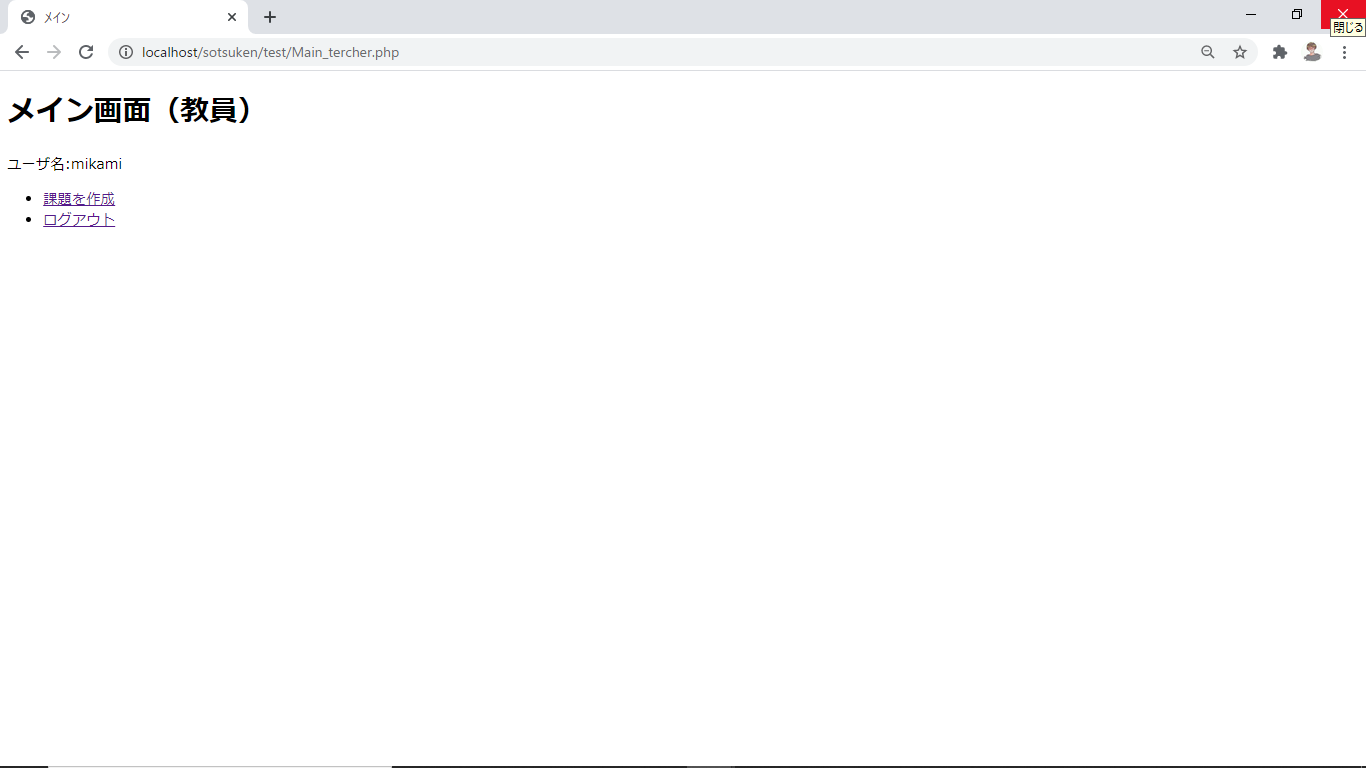 メイン
閉じる
localhost/sotsuken/test/Main_tercher.php
メイン画面（教員）
ユーザ名:mikami
課題を作成
ログアウト